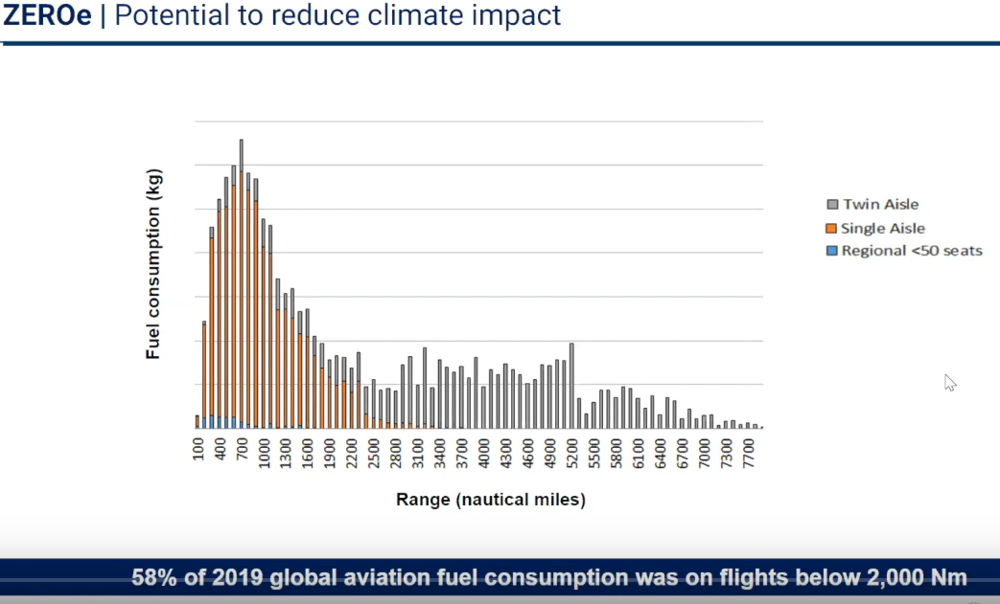 ZEROe | Potential to reduce climate impact
Fuel consumption (kg)
Twin Aisle
Single Aisle
Regional <50 seats
100 400 700 1000 1300 1600 1900 2200 2500 2800 3100 3400 3700 4000 4300 4600 4900 5200 5500 5800 6100 6400 6700 7000 7300 7700
Range (nautical miles)
58% of 2019 global aviation fuel consumption was on flights below 2,000 Nm